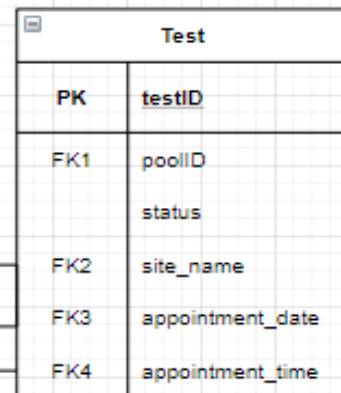 Test
PK testID
FK1 poolID
status
FK2 site_name
FK3 appointment_date
FK4 appointment_time